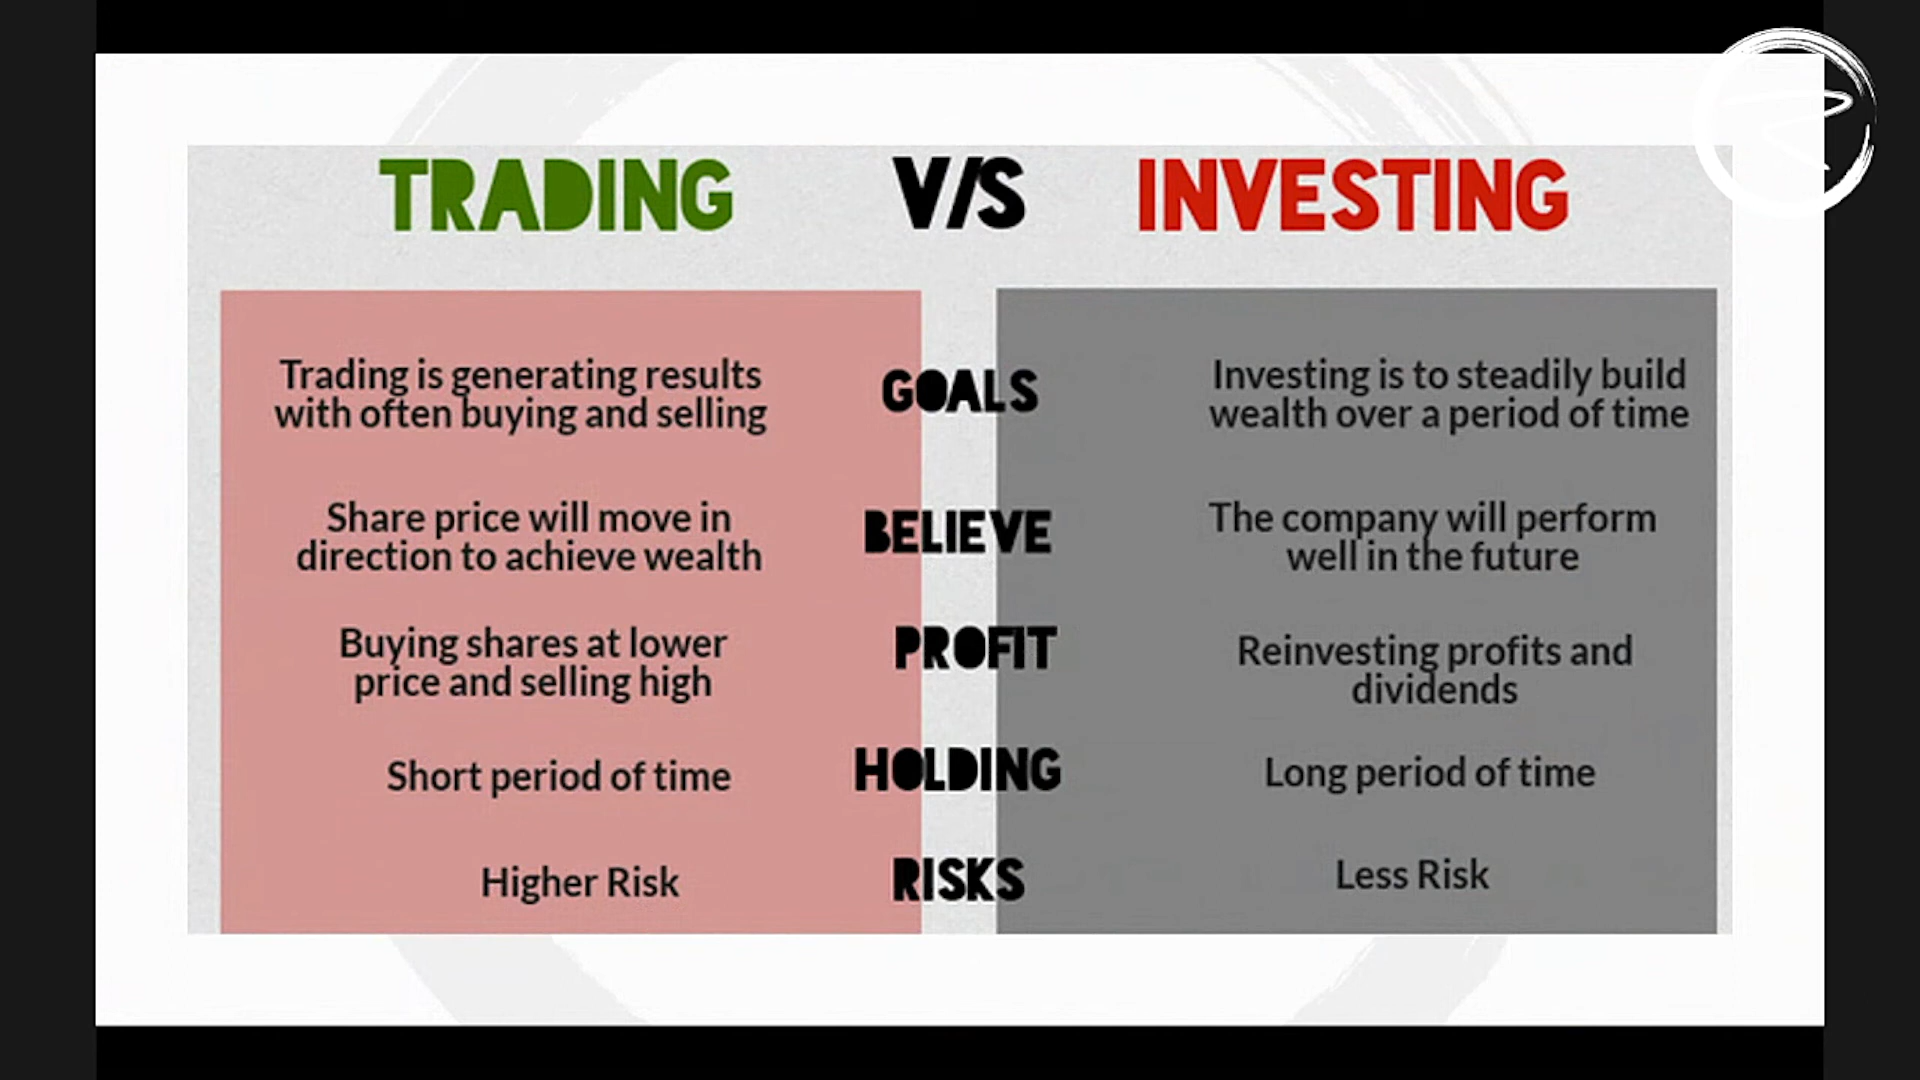 TRADING V/S INVESTING
Trading is generating results
with often buying and selling
GOALS
Investing is to steadily build
wealth over a period of time
Share price will move in
direction to achieve wealth
BELIEVE
The company will perform
well in the future
Buying shares at lower
price and selling high
PROFIT
Reinvesting profits and
dividends
Short period of time
HOLDING
Long period of time
Higher Risk
RISKS
Less Risk